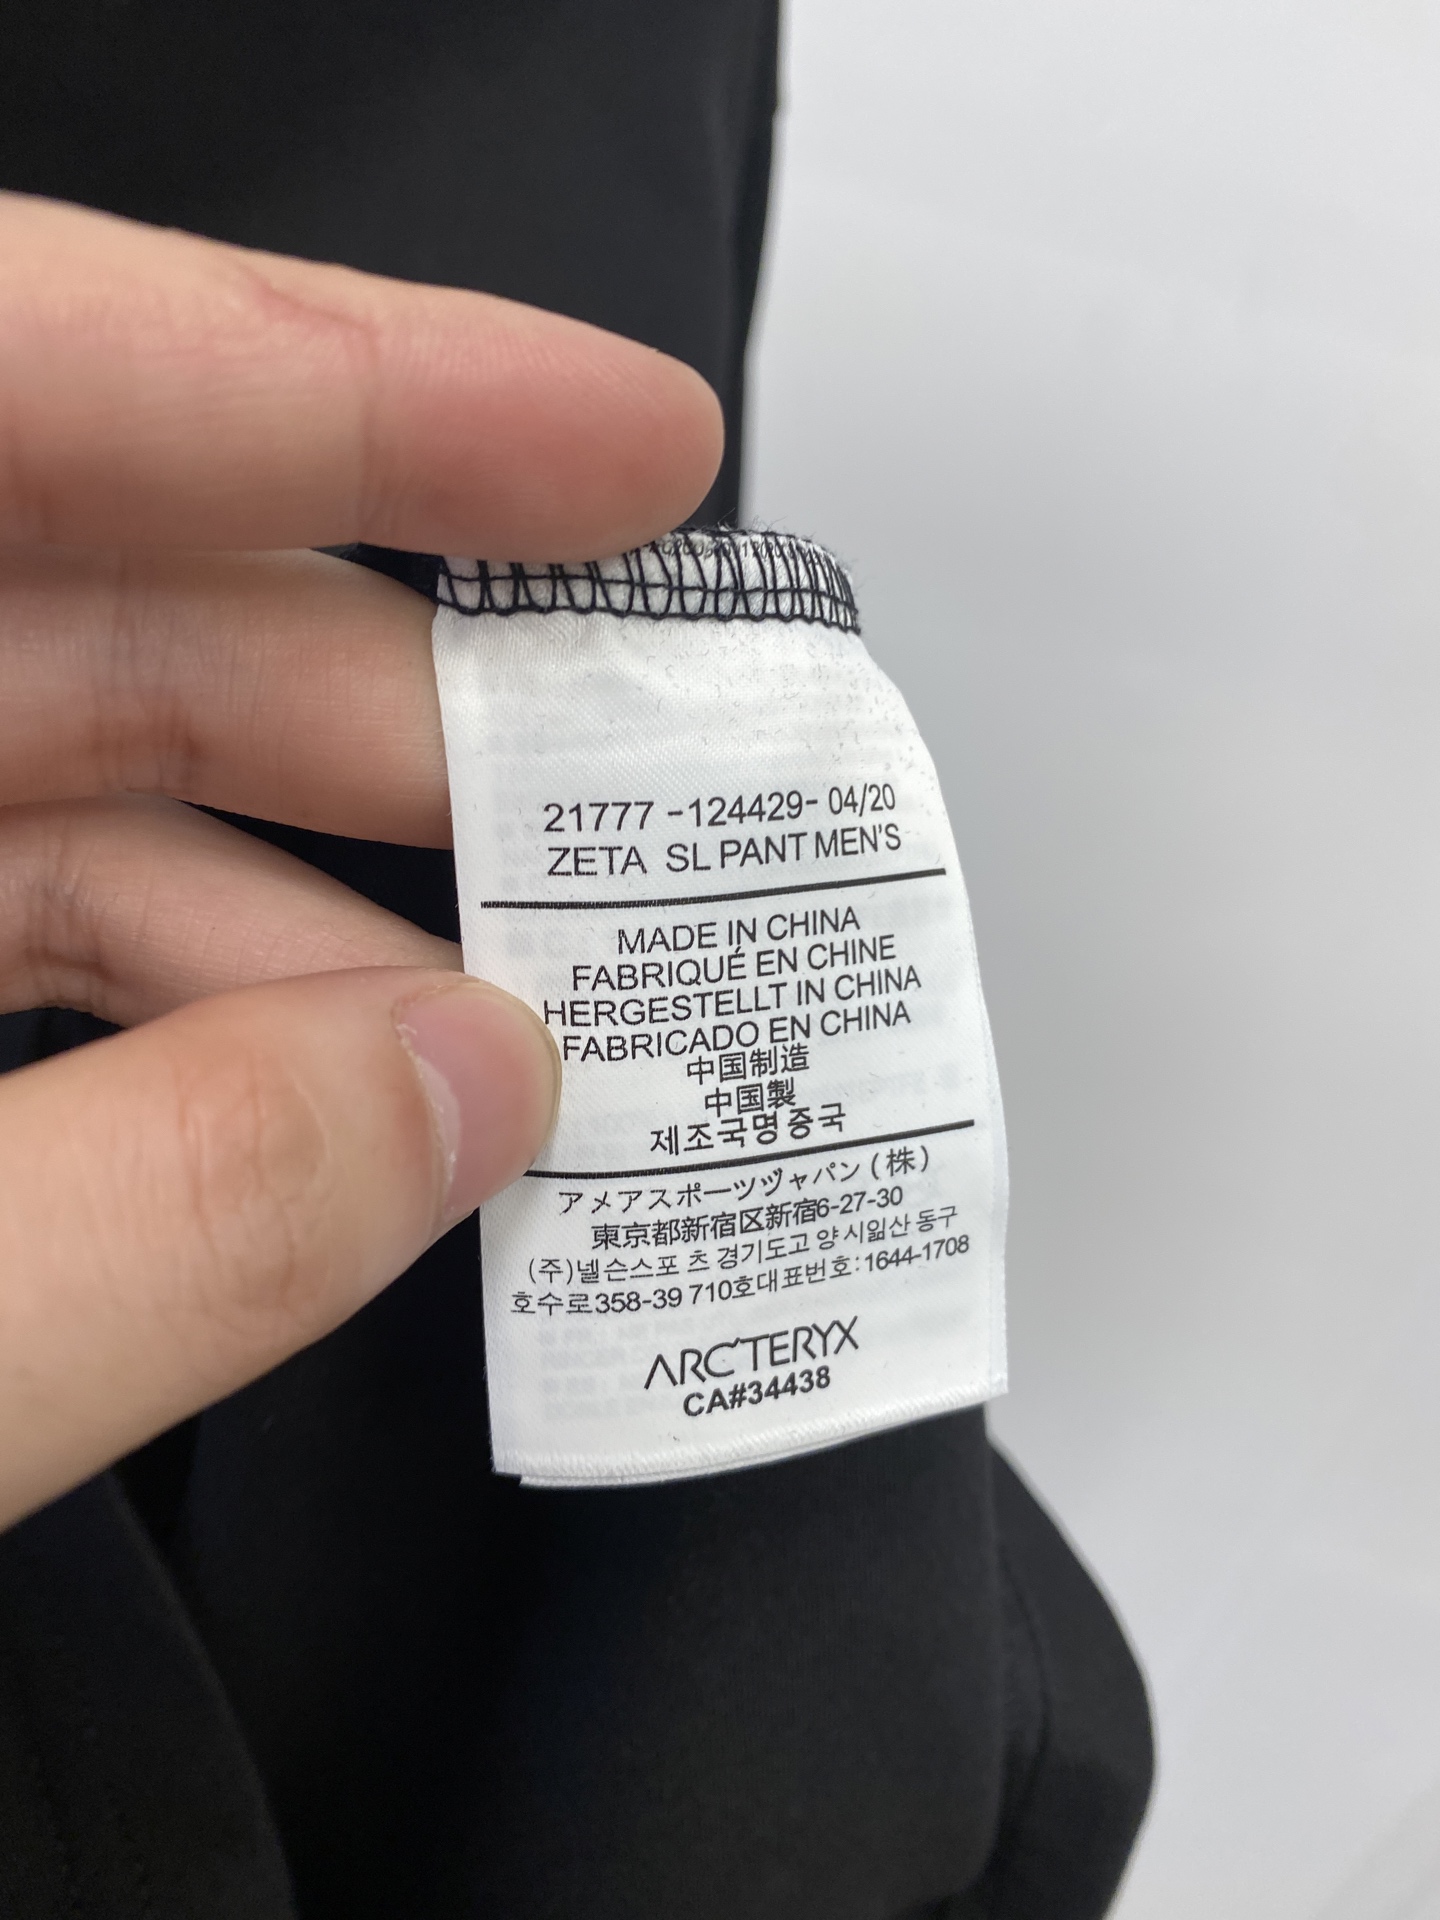 21777 -124429- 04/20
ZETA SL PANT MEN'S
MADE IN CHINA
FABRIQUÉ EN CHINE
HERGESTELLT IN CHINA
FABRICADO EN CHINA
中国制造
中国製
제조국명중국
アメアスポーツヅャパン(株)
東京都新宿区新宿6-27-30
(주)넬슨스포 츠 경기도고 양 시읾산 동구
호수로358-39 710호대표번호:1644-1708
ARC'TERYX
CA#34438